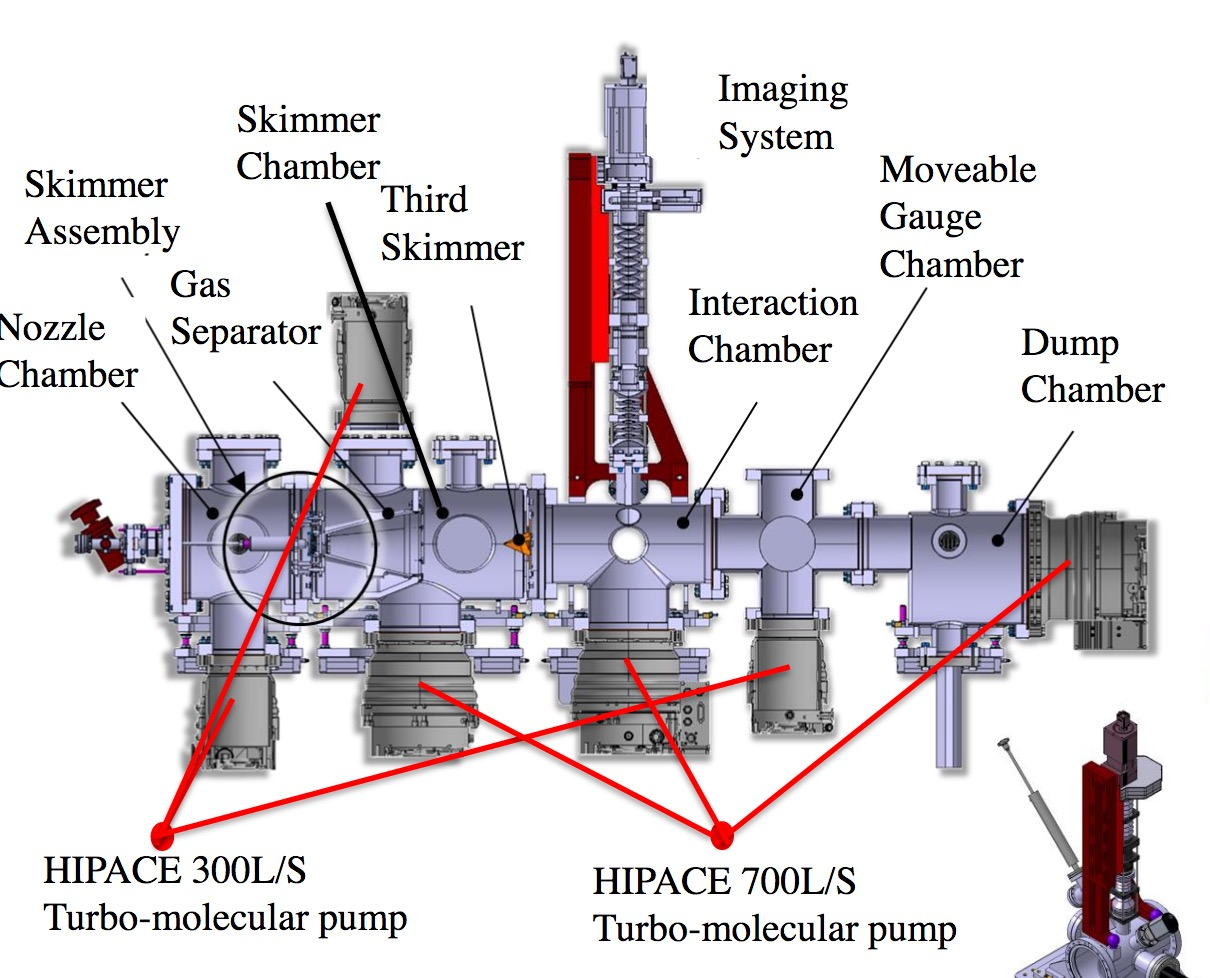 Imaging
System
Skimmer
Chamber
Moveable
Gauge
Chamber
Skimmer
Assembly
Third
Skimmer
Gas
Separator
Interaction
Chamber
Nozzle
Chamber
Dump
Chamber
HIPACE 300L/S
Turbo-molecular pump
HIPACE 700L/S
Turbo-molecular pump